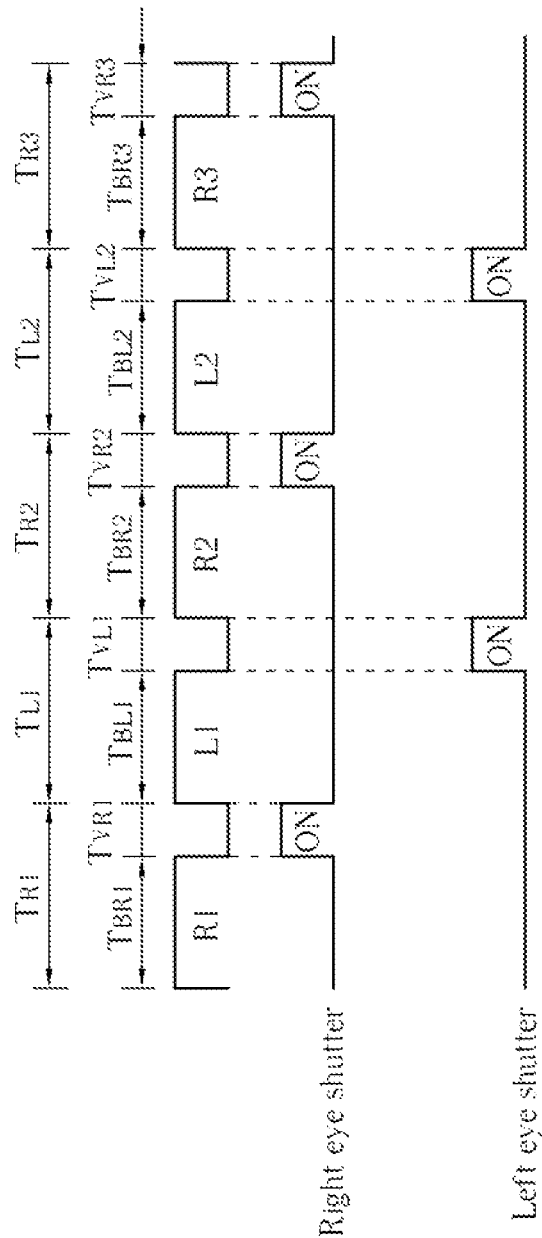 TR1 TL1 TR2 TL2 TR3
TBR1 TVR1 TBL1 TVL1 TBR2 TVR2 TBL2 TVL2 TBR3 TVR3
R1 L1 R2 L2 R3
Right eye shutter ON ON ON
Left eye shutter ON ON